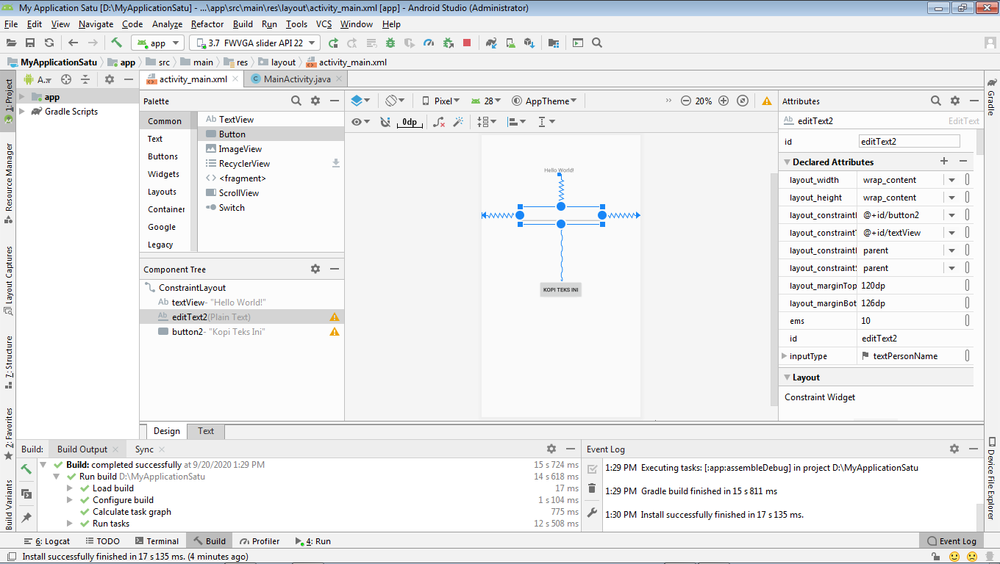 My Application Satu [D:\MyApplicationSatu] - ...\app\src\main\res\layout\activity_main.xml [app] - Android Studio (Administrator)
File Edit View Navigate Code Analyze Refactor Build Run Tools VCS Window Help
app 3.7 FWVGA slider API 22
MyApplicationSatu app src main res layout activity_main.xml
1: Project
Resource Manager
Layout Captures
7: Structure
2: Favorites
Build Variants
A..
app
Gradle Scripts
activity_main.xml MainActivity.java
Palette
Common
Text
Buttons
Widgets
Layouts
Container
Google
Legacy
Ab TextView
Button
ImageView
RecyclerView
<fragment>
ScrollView
Switch
Component Tree
ConstraintLayout
Ab textView- "Hello World!"
Ab editText2(Plain Text)
button2- "Kopi Teks Ini"
Pixel 28 AppTheme » 20%
0dp
Hello World!
KOPI TEKS INI
Design Text
Attributes
Ab editText2 EditText
id editText2
Declared Attributes
layout_width wrap_content
layout_height wrap_content
layout_constraintI @+id/button2
layout_constraintT @+id/textView
layout_constraintI parent
layout_constraintS parent
layout_marginTop 120dp
layout_marginBot 126dp
ems 10
id editText2
inputType textPersonName
Layout
Constraint Widget
Gradle
Device File Explorer
Build: Build Output Sync
Build: completed successfully at 9/20/2020 1:29 PM 15 s 724 ms
Run build D:\MyApplicationSatu 14 s 618 ms
Load build 17 ms
Configure build 1 s 104 ms
Calculate task graph 775 ms
Run tasks 12 s 508 ms
Event Log
1:29 PM Executing tasks: [:app:assembleDebug] in project D:\MyApplicationSatu
1:29 PM Gradle build finished in 15 s 811 ms
1:30 PM Install successfully finished in 17 s 135 ms.
6: Logcat TODO Terminal Build Profiler 4: Run Event Log
Install successfully finished in 17 s 135 ms. (4 minutes ago)